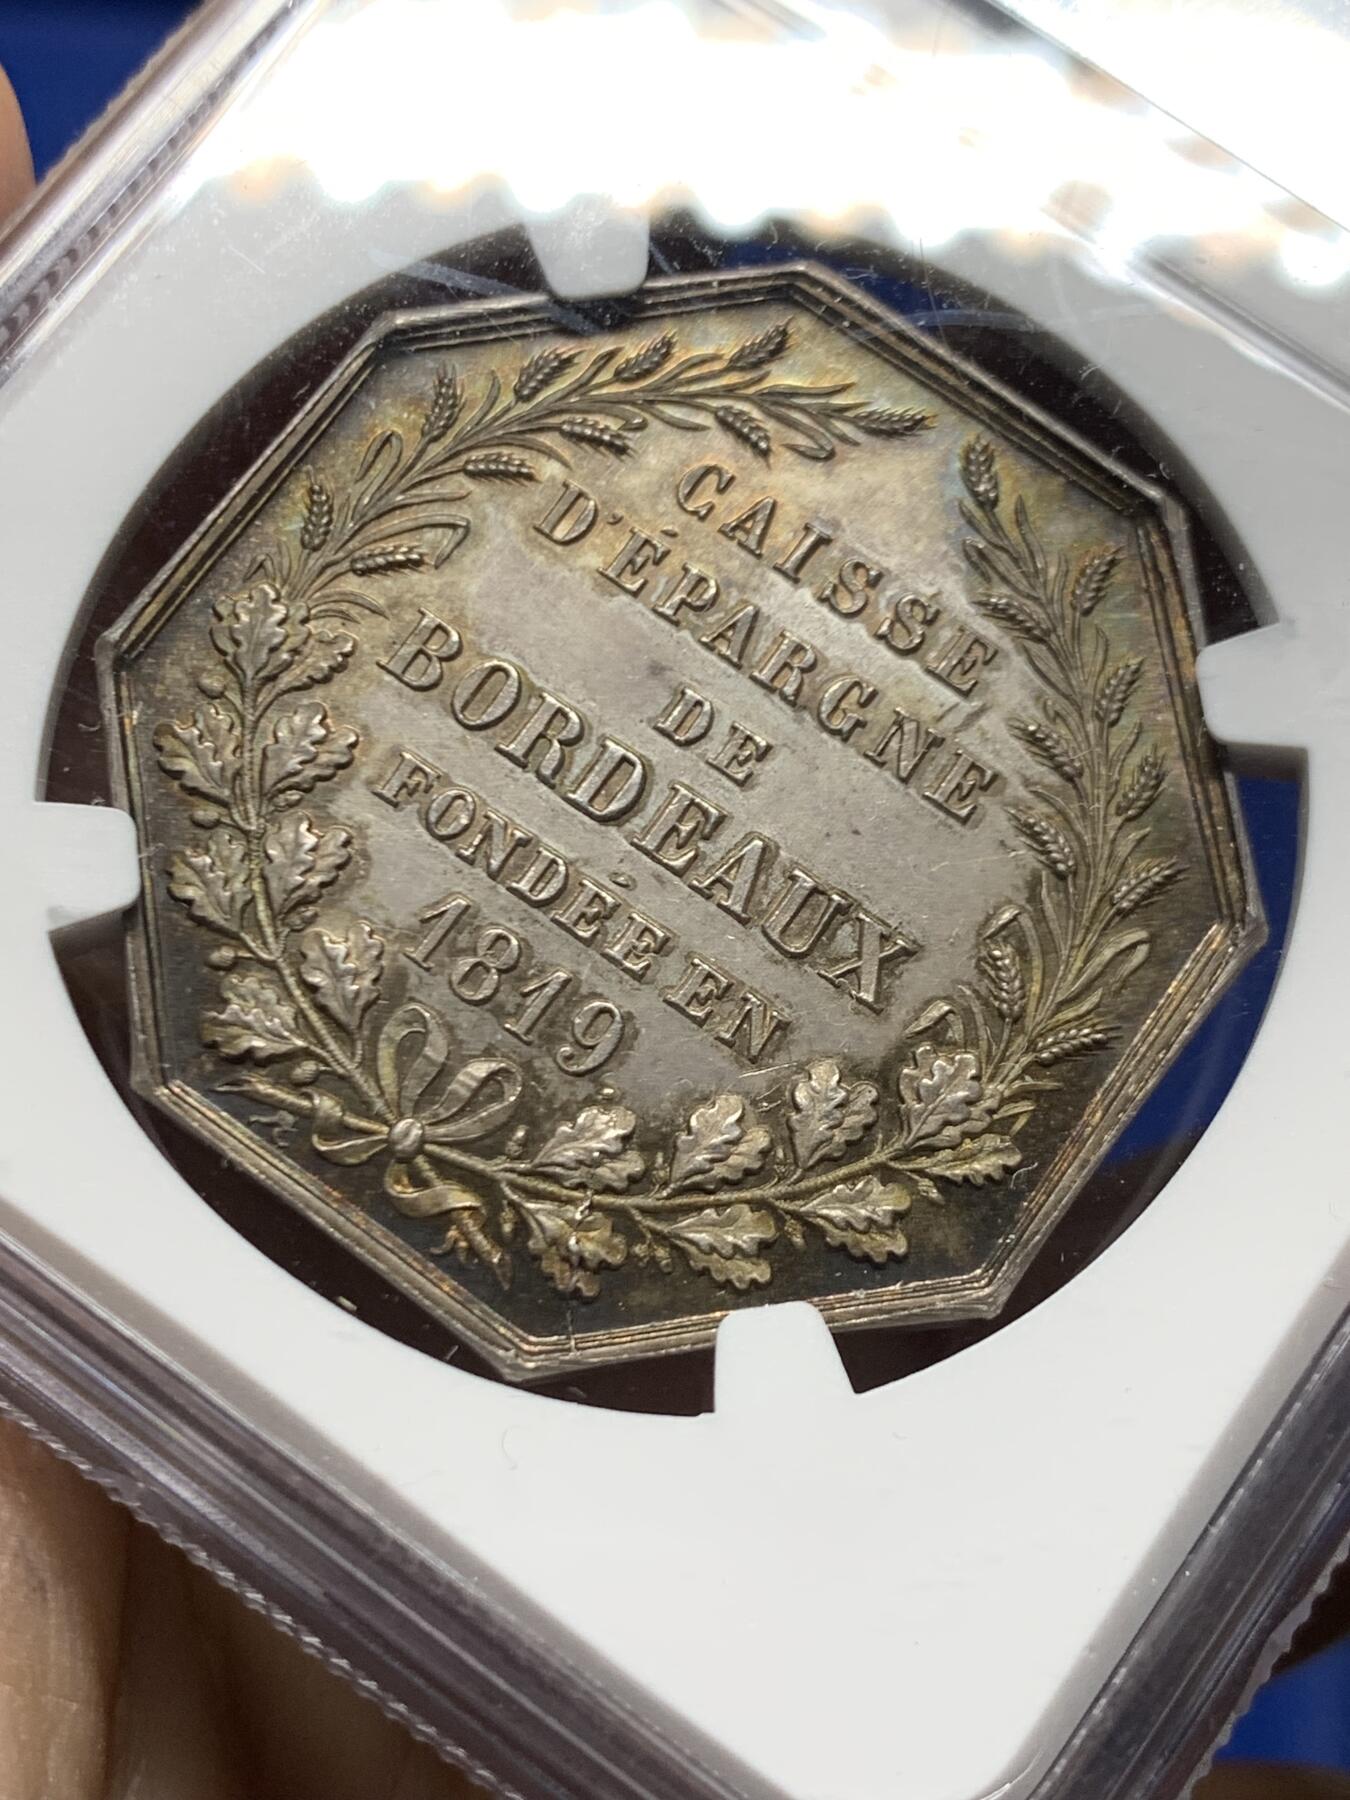 CAISSE
D'ÉPARGNE
DE
BORDEAUX
FONDÉE EN
1819.